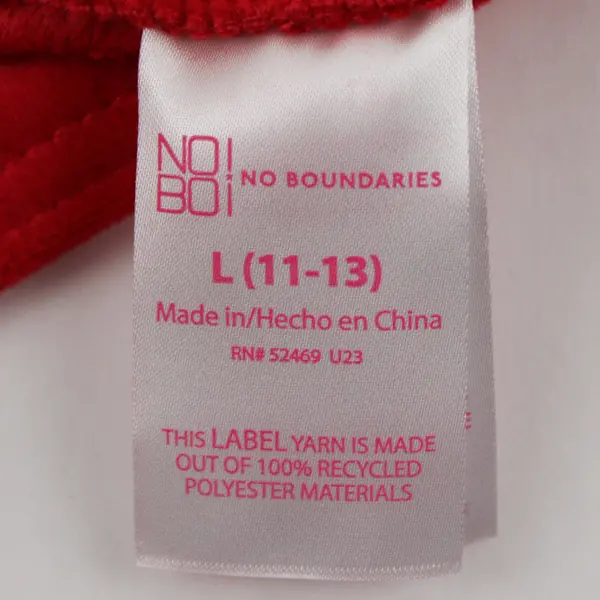 NO!
BOi
NO BOUNDARIES
L (11-13)
Made in/Hecho en China
RN# 52469 U23
THIS LABEL YARN IS MADE
OUT OF 100% RECYCLED
POLYESTER MATERIALS